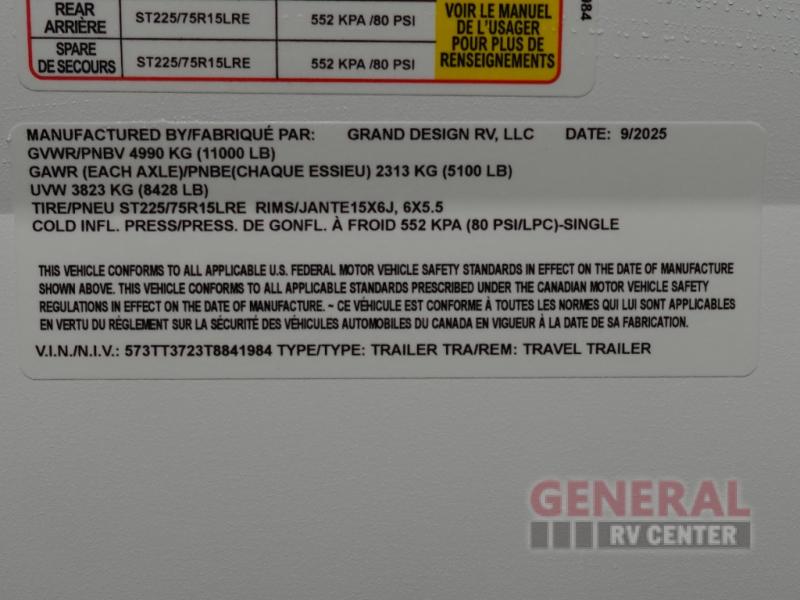 REAR
ARRIÈRE
ST225/75R15LRE
552 KPA /80 PSI
SPARE
DE SECOURS
ST225/75R15LRE
552 KPA /80 PSI
VOIR LE MANUEL
DE L'USAGER
POUR PLUS DE
RENSEIGNEMENTS
984
MANUFACTURED BY/FABRIQUÉ PAR: GRAND DESIGN RV, LLC DATE: 9/2025
GVWR/PNBV 4990 KG (11000 LB)
GAWR (EACH AXLE)/PNBE(CHAQUE ESSIEU) 2313 KG (5100 LB)
UVW 3823 KG (8428 LB)
TIRE/PNEU ST225/75R15LRE RIMS/JANTE15X6J, 6X5.5
COLD INFL. PRESS/PRESS. DE GONFL. À FROID 552 KPA (80 PSI/LPC)-SINGLE
THIS VEHICLE CONFORMS TO ALL APPLICABLE U.S. FEDERAL MOTOR VEHICLE SAFETY STANDARDS IN EFFECT ON THE DATE OF MANUFACTURE
SHOWN ABOVE. THIS VEHICLE CONFORMS TO ALL APPLICABLE STANDARDS PRESCRIBED UNDER THE CANADIAN MOTOR VEHICLE SAFETY
REGULATIONS IN EFFECT ON THE DATE OF MANUFACTURE. ~ CE VÉHICULE EST CONFORME À TOUTES LES NORMES QUI LUI SONT APPLICABLES
EN VERTU DU RÉGLEMENT SUR LA SÉCURITÉ DES VÉHICULES AUTOMOBILES DU CANADA EN VIGUEUR À LA DATE DE SA FABRICATION.
V.I.N./N.I.V.: 573TT3723T8841984 TYPE/TYPE: TRAILER TRA/REM: TRAVEL TRAILER
GENERAL
RV CENTER